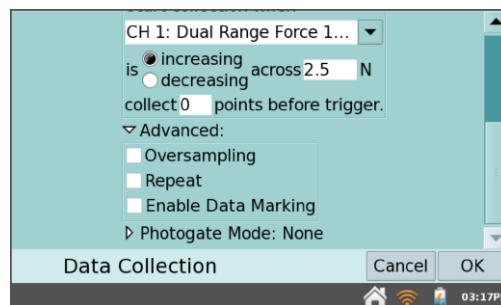 CH 1: Dual Range Force 1...
increasing
is across 2.5 N
decreasing
collect 0 points before trigger.
Advanced:
Oversampling
Repeat
Enable Data Marking
Photogate Mode: None
Data Collection Cancel OK
03:17P